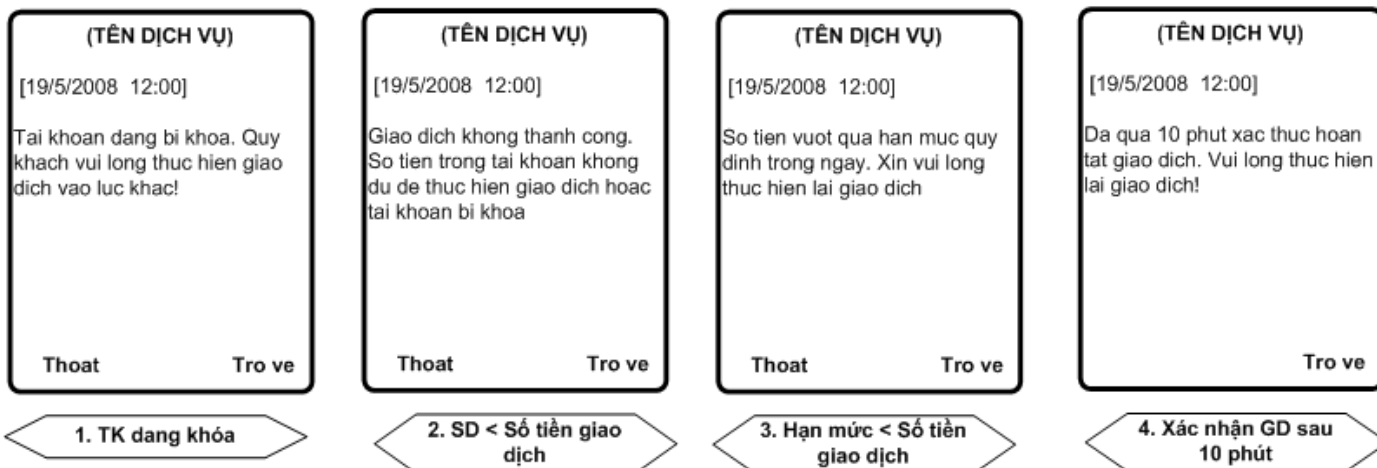 (TÊN DỊCH VỤ)
[19/5/2008 12:00]
Tai khoan dang bi khoa. Quy
khach vui long thuc hien giao
dich vao luc khac!
Thoat Tro ve
1. TK dang khóa
(TÊN DỊCH VỤ)
[19/5/2008 12:00]
Giao dich khong thanh cong.
So tien trong tai khoan khong
du de thuc hien giao dich hoac
tai khoan bi khoa
Thoat Tro ve
2. SD < Số tiền giao
dịch
(TÊN DỊCH VỤ)
[19/5/2008 12:00]
So tien vuot qua han muc quy
dinh trong ngay. Xin vui long
thuc hien lai giao dich
Thoat Tro ve
3. Hạn mức < Số tiền
giao dịch
(TÊN DỊCH VỤ)
[19/5/2008 12:00]
Da qua 10 phut xac thuc hoan
tat giao dich. Vui long thuc hien
lai giao dich!
Tro ve
4. Xác nhận GD sau
10 phút